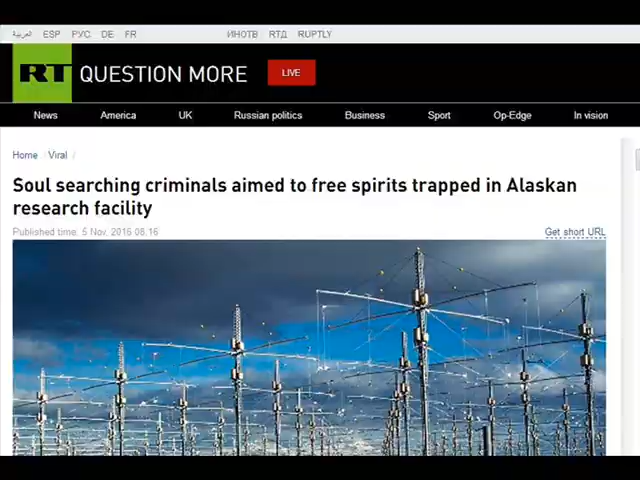 العربية ESP РУС DE FR ИНОТВ RTД RUPTLY
RT QUESTION MORE LIVE
News America UK Russian politics Business Sport Op-Edge In vision
Home / Viral /
Soul searching criminals aimed to free spirits trapped in Alaskan
research facility
Published time: 5 Nov, 2016 06:16
Get short URL